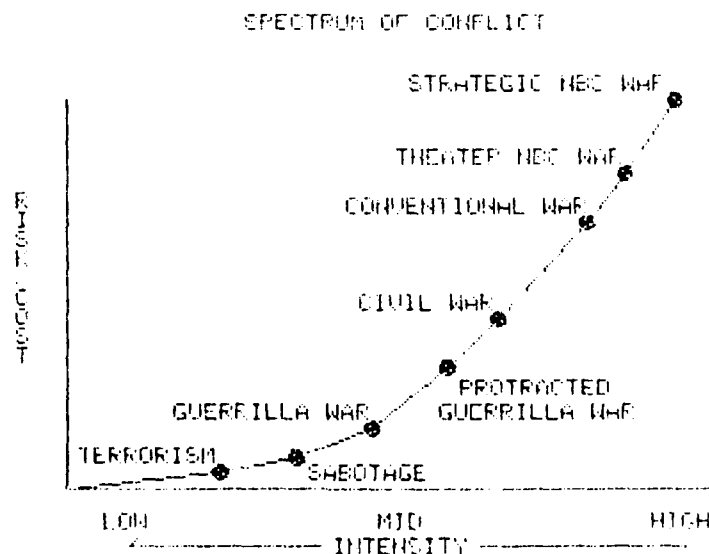 SPECTRUM OF CONFLICT
STRATEGIC NBC WAR
THEATER NBC WAR
CONVENTIONAL WAR
RISK COST
CIVIL WAR
PROTRACTED
GUERRILLA WAR
GUERRILLA WAR
TERRORISM
SABOTAGE
LOW MID HIGH
INTENSITY